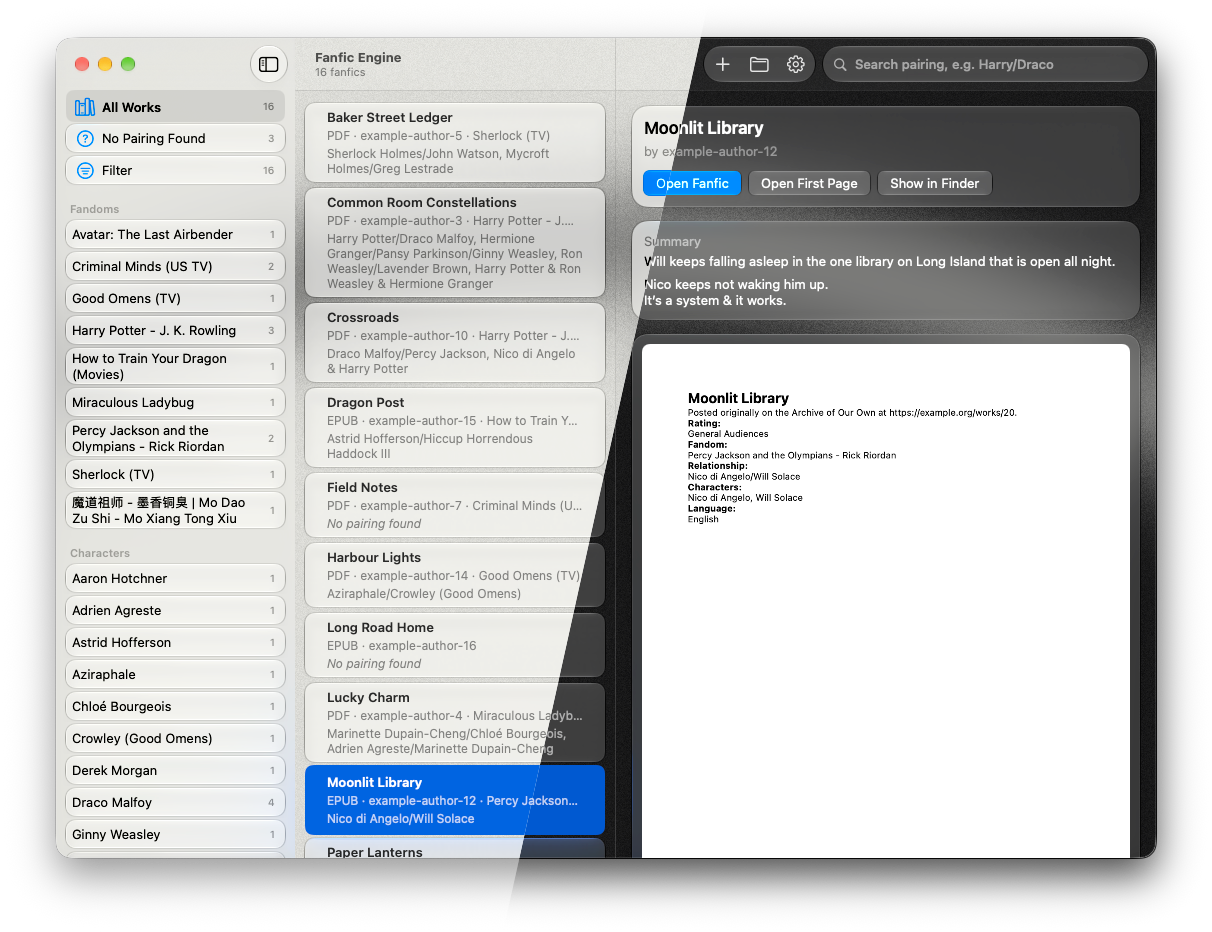 All Works 16
No Pairing Found 3
Filter 16
Fandoms
Avatar: The Last Airbender 1
Criminal Minds (US TV) 2
Good Omens (TV) 1
Harry Potter - J. K. Rowling 3
How to Train Your Dragon
(Movies) 1
Miraculous Ladybug 1
Percy Jackson and the
Olympians - Rick Riordan 2
Sherlock (TV) 1
魔道祖师 - 墨香铜臭 | Mo Dao
Zu Shi - Mo Xiang Tong Xiu 1
Characters
Aaron Hotchner 1
Adrien Agreste 1
Astrid Hofferson 1
Aziraphale 1
Chloé Bourgeois 1
Crowley (Good Omens) 1
Derek Morgan 1
Draco Malfoy 4
Ginny Weasley 1
Fanfic Engine
16 fanfics
Baker Street Ledger
PDF · example-author-5 · Sherlock (TV)
Sherlock Holmes/John Watson, Mycroft
Holmes/Greg Lestrade
Common Room Constellations
PDF · example-author-3 · Harry Potter - J....
Harry Potter/Draco Malfoy, Hermione
Granger/Pansy Parkinson/Ginny Weasley, Ron
Weasley/Lavender Brown, Harry Potter & Ron
Weasley & Hermione Granger
Crossroads
PDF · example-author-10 · Harry Potter - J....
Draco Malfoy/Percy Jackson, Nico di Angelo
& Harry Potter
Dragon Post
EPUB · example-author-15 · How to Train Y...
Astrid Hofferson/Hiccup Horrendous
Haddock III
Field Notes
PDF · example-author-7 · Criminal Minds (U...
No pairing found
Harbour Lights
PDF · example-author-14 · Good Omens (TV)
Aziraphale/Crowley (Good Omens)
Long Road Home
EPUB · example-author-16
No pairing found
Lucky Charm
PDF · example-author-4 · Miraculous Ladyb...
Marinette Dupain-Cheng/Chloé Bourgeois,
Adrien Agreste/Marinette Dupain-Cheng
Moonlit Library
EPUB · example-author-12 · Percy Jackson...
Nico di Angelo/Will Solace
Paper Lanterns
Search pairing, e.g. Harry/Draco
Moonlit Library
by example-author-12
Open Fanfic Open First Page Show in Finder
Summary
Will keeps falling asleep in the one library on Long Island that is open all night.
Nico keeps not waking him up.
It's a system & it works.
Moonlit Library
Posted originally on the Archive of Our Own at https://example.org/works/20.
Rating:
General Audiences
Fandom:
Percy Jackson and the Olympians - Rick Riordan
Relationship:
Nico di Angelo/Will Solace
Characters:
Nico di Angelo, Will Solace
Language:
English